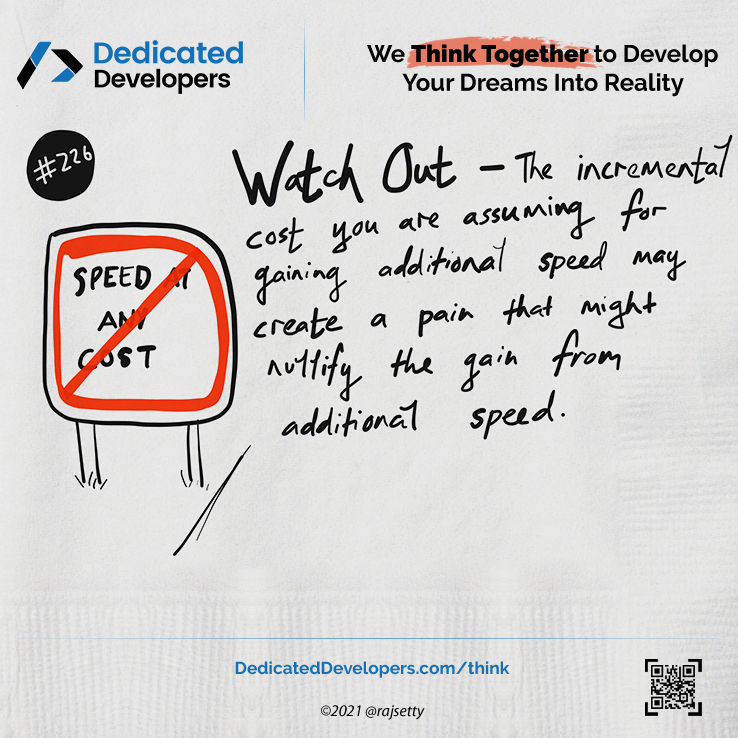 Dedicated
Developers
We Think Together to Develop
Your Dreams Into Reality
#226
Watch Out – The incremental
cost you are assuming for
gaining additional speed may
create a pain that might
nullify the gain from
additional speed.
SPEED AT
ANY
COST
DedicatedDevelopers.com/think
©2021 @rajsetty